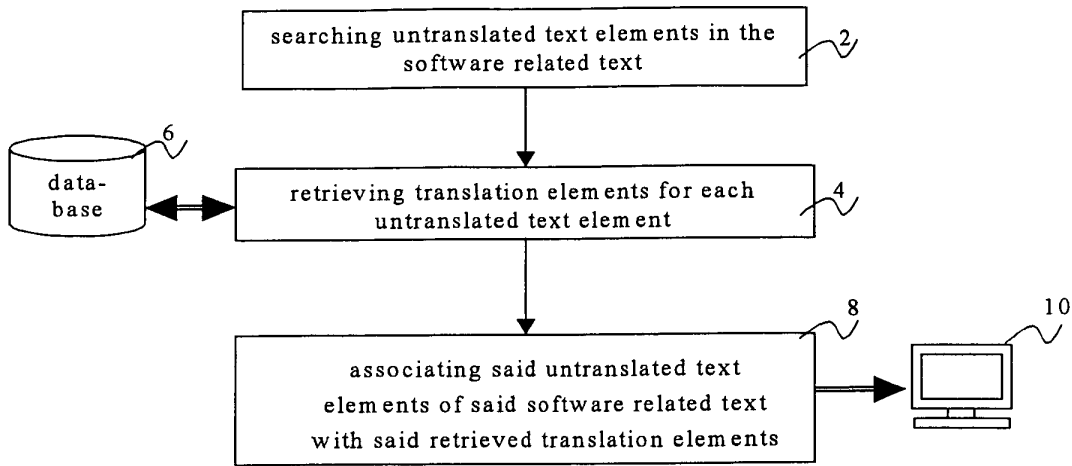 searching untranslated text elements in the
software related text
2
6
data-
base
retrieving translation elements for each
untranslated text element
4
8
10
associating said untranslated text
elements of said software related text
with said retrieved translation elements